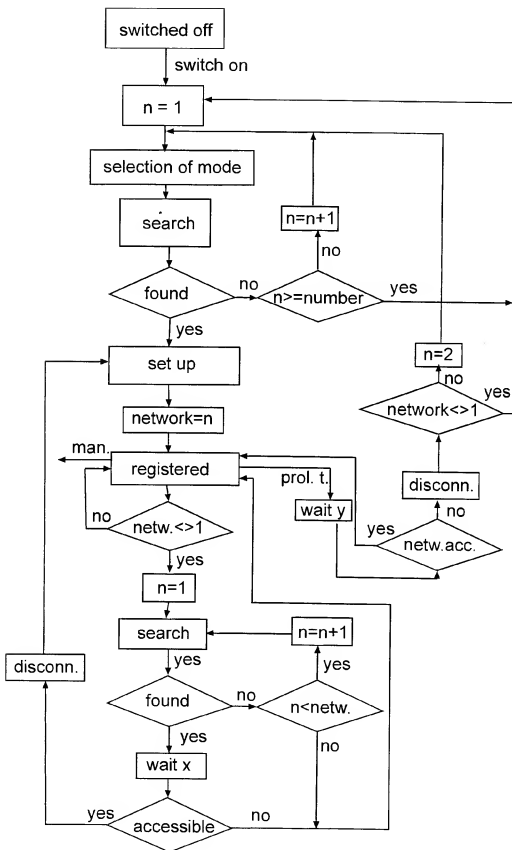 switched off
switch on
n = 1
selection of mode
search
n=n+1
no
found
no
n>=number
yes
yes
set up
n=2
no
network<>1
yes
network=n
man.
registered
prol. t.
disconn.
wait y
no
no
netw.<>1
yes
netw.acc.
yes
n=1
search
n=n+1
yes
yes
disconn.
found
no
n<netw.
yes
no
wait x
yes
accessible
no